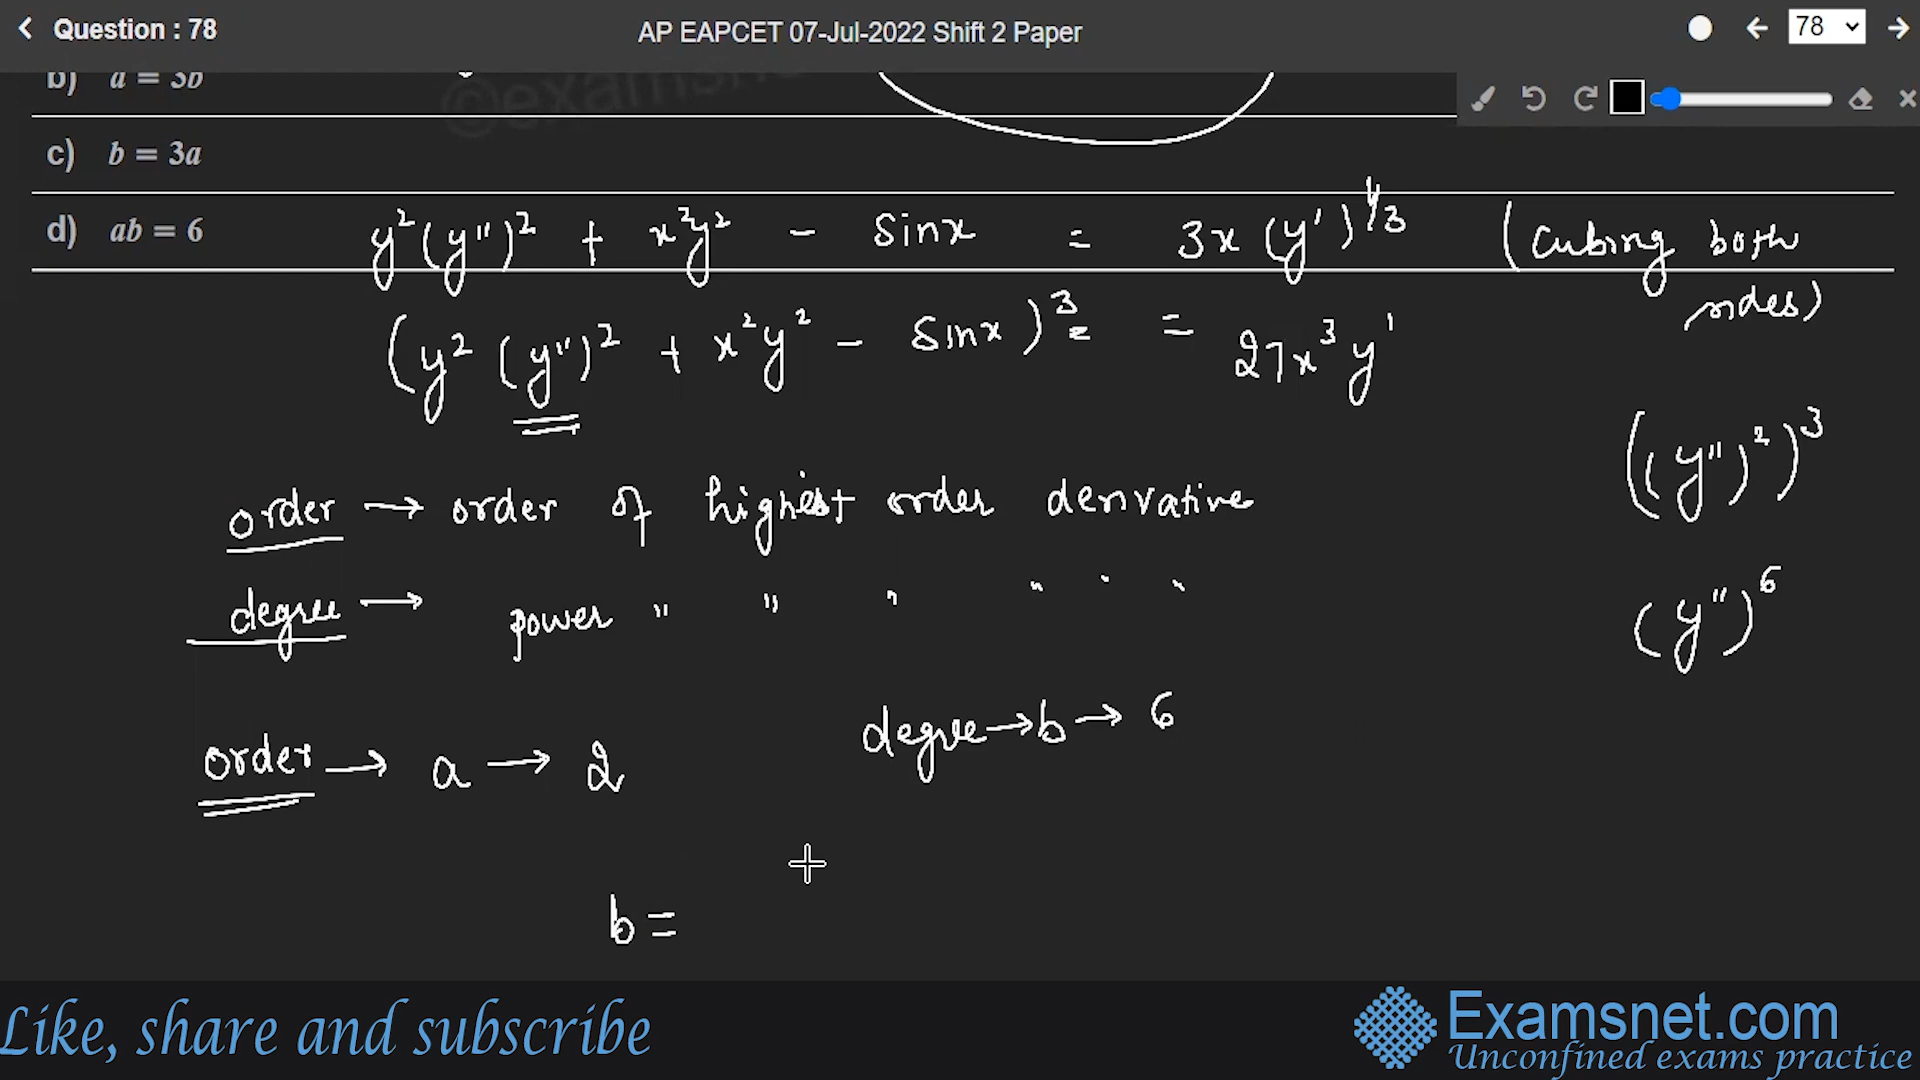 Question : 78
AP EAPCET 07-Jul-2022 Shift 2 Paper
78
b) a = 3b
©examsn
c) b = 3a
d) ab = 6
y²(y'')² + x²y² - sinx = 3x(y')^1/3 (cubing both sides)
(y²(y'')² + x²y² - sinx)³ = = 27x³y'
((y'')²)³
order → order of highest order derivative
(y'')⁶
degree → power " " " " " "
degree → b → 6
order → a → 2
b =
Like, share and subscribe
Examsnet.com
Unconfined exams practice